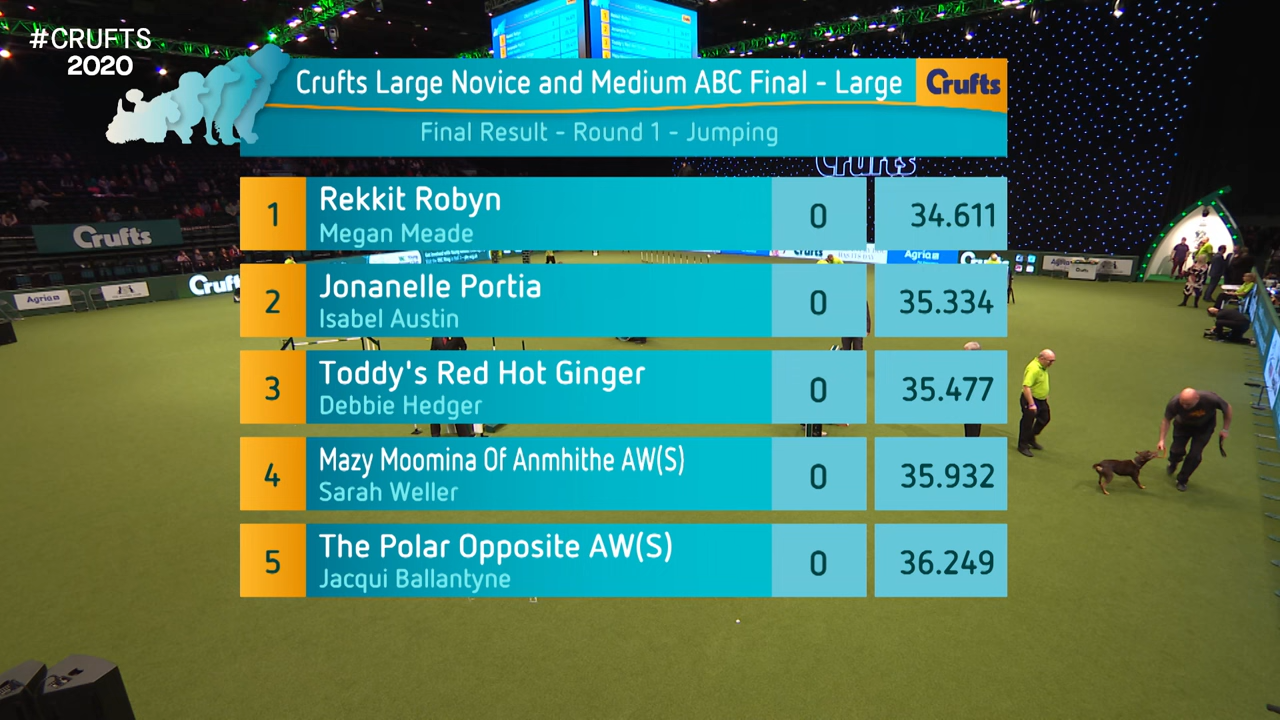 #CRUFTS
2020
Crufts Large Novice and Medium ABC Final - Large
Crufts
Final Result - Round 1 - Jumping
Crufts
1
Rekkit Robyn
Megan Meade
0
34.611
Crufts
Agria
Crufts
Agria
2
Jonanelle Portia
Isabel Austin
0
35.334
3
Toddy's Red Hot Ginger
Debbie Hedger
0
35.477
4
Mazy Moomina Of Anmhithe AW(S)
Sarah Weller
0
35.932
5
The Polar Opposite AW(S)
Jacqui Ballantyne
0
36.249